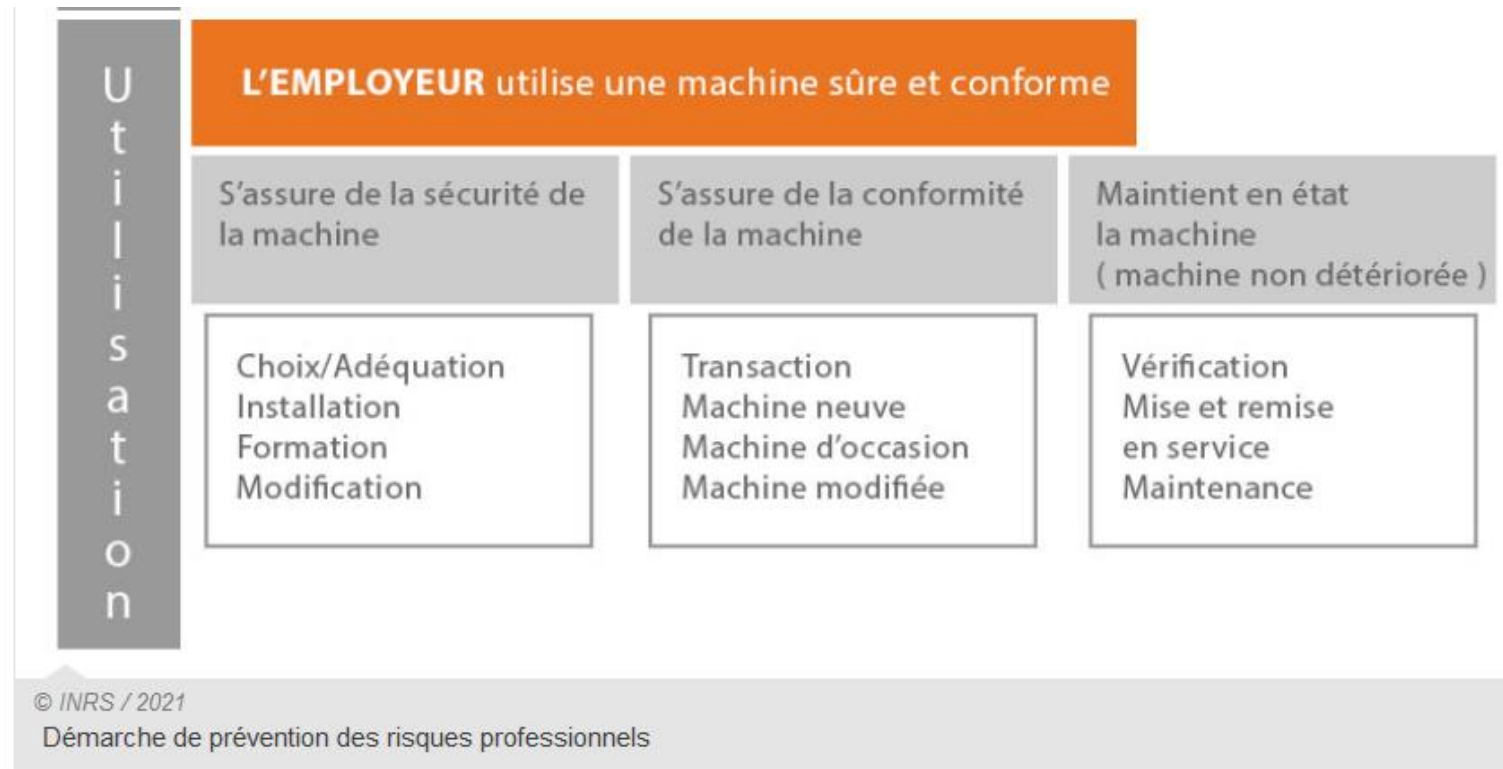 Utilisation
L'EMPLOYEUR utilise une machine sûre et conforme
S'assure de la sécurité de
la machine
S'assure de la conformité
de la machine
Maintient en état
la machine
( machine non détériorée )
Choix/Adéquation
Installation
Formation
Modification
Transaction
Machine neuve
Machine d'occasion
Machine modifiée
Vérification
Mise et remise
en service
Maintenance
© INRS / 2021
Démarche de prévention des risques professionnels